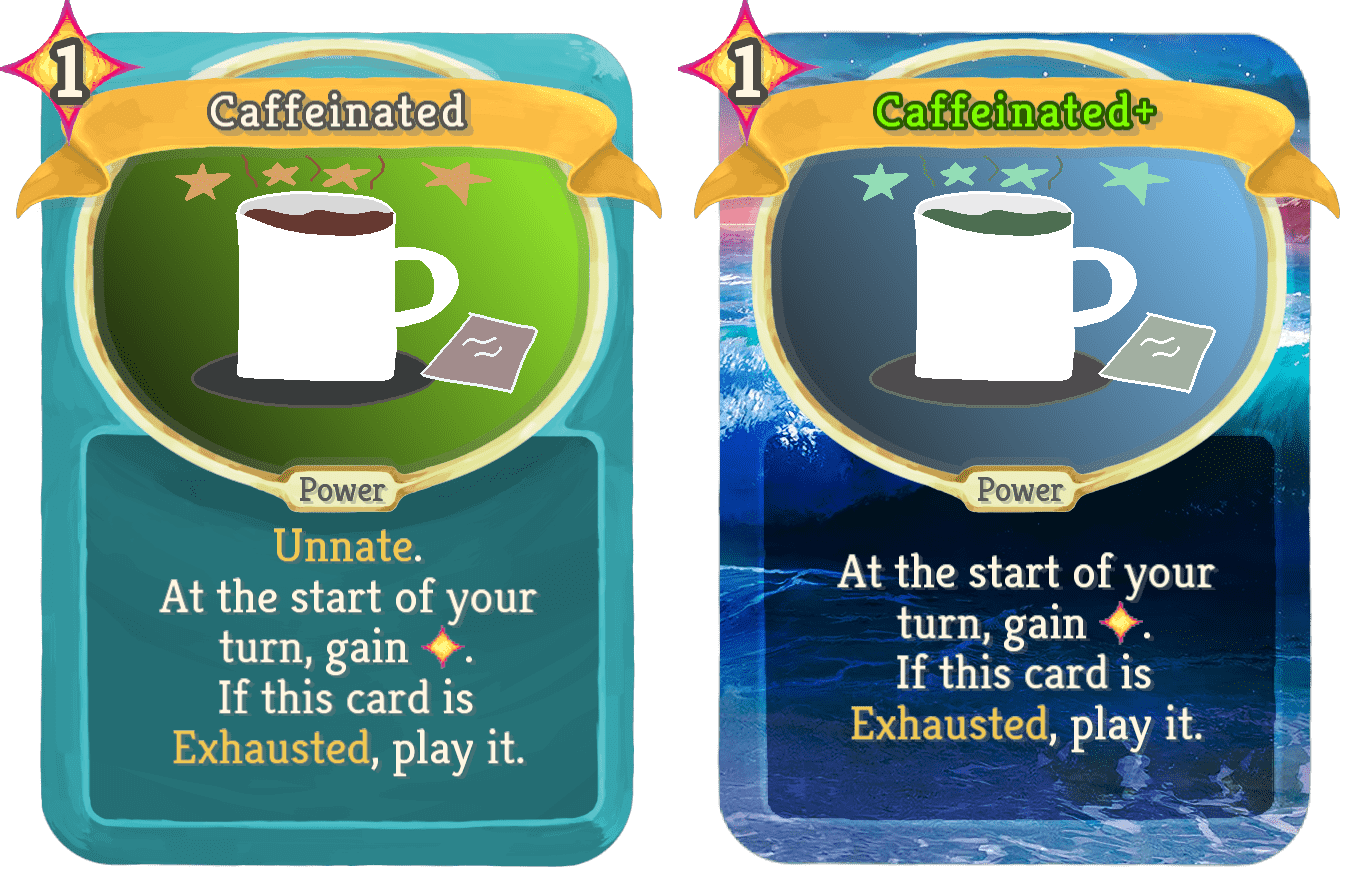 1
Caffeinated
Power
Unnate.
At the start of your
turn, gain .
If this card is
Exhausted, play it.
1
Caffeinated+
Power
At the start of your
turn, gain .
If this card is
Exhausted, play it.